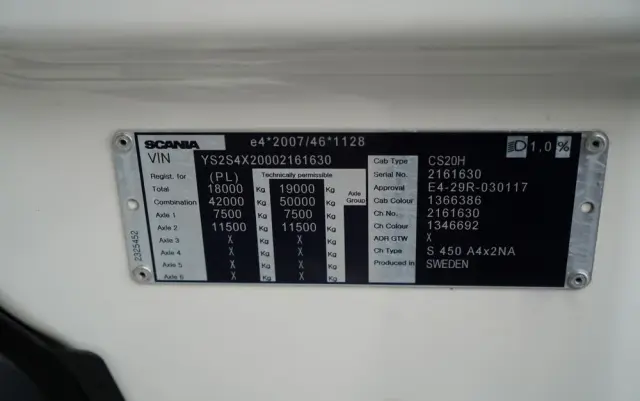 SCANIA e4*2007/46*1128 1.0 %
VIN YS2S4X20002161630
Regist. for (PL) Technically permissible
Total 18000 Kg 19000 Kg Axle Group
Combination 42000 Kg 50000 Kg
Axle 1 7500 Kg 7500 Kg
Axle 2 11500 Kg 11500 Kg
Axle 3 X Kg X Kg
Axle 4 X Kg X Kg
Axle 5 X Kg X Kg
Axle 6 X Kg X Kg
Cab Type CS20H
Serial No. 2161630
Approval E4-29R-030117
Cab Colour 1366386
Ch No. 2161630
Ch Colour 1346692
ADR GTW X
Ch Type S 450 A4x2NA
Produced in SWEDEN
2325452